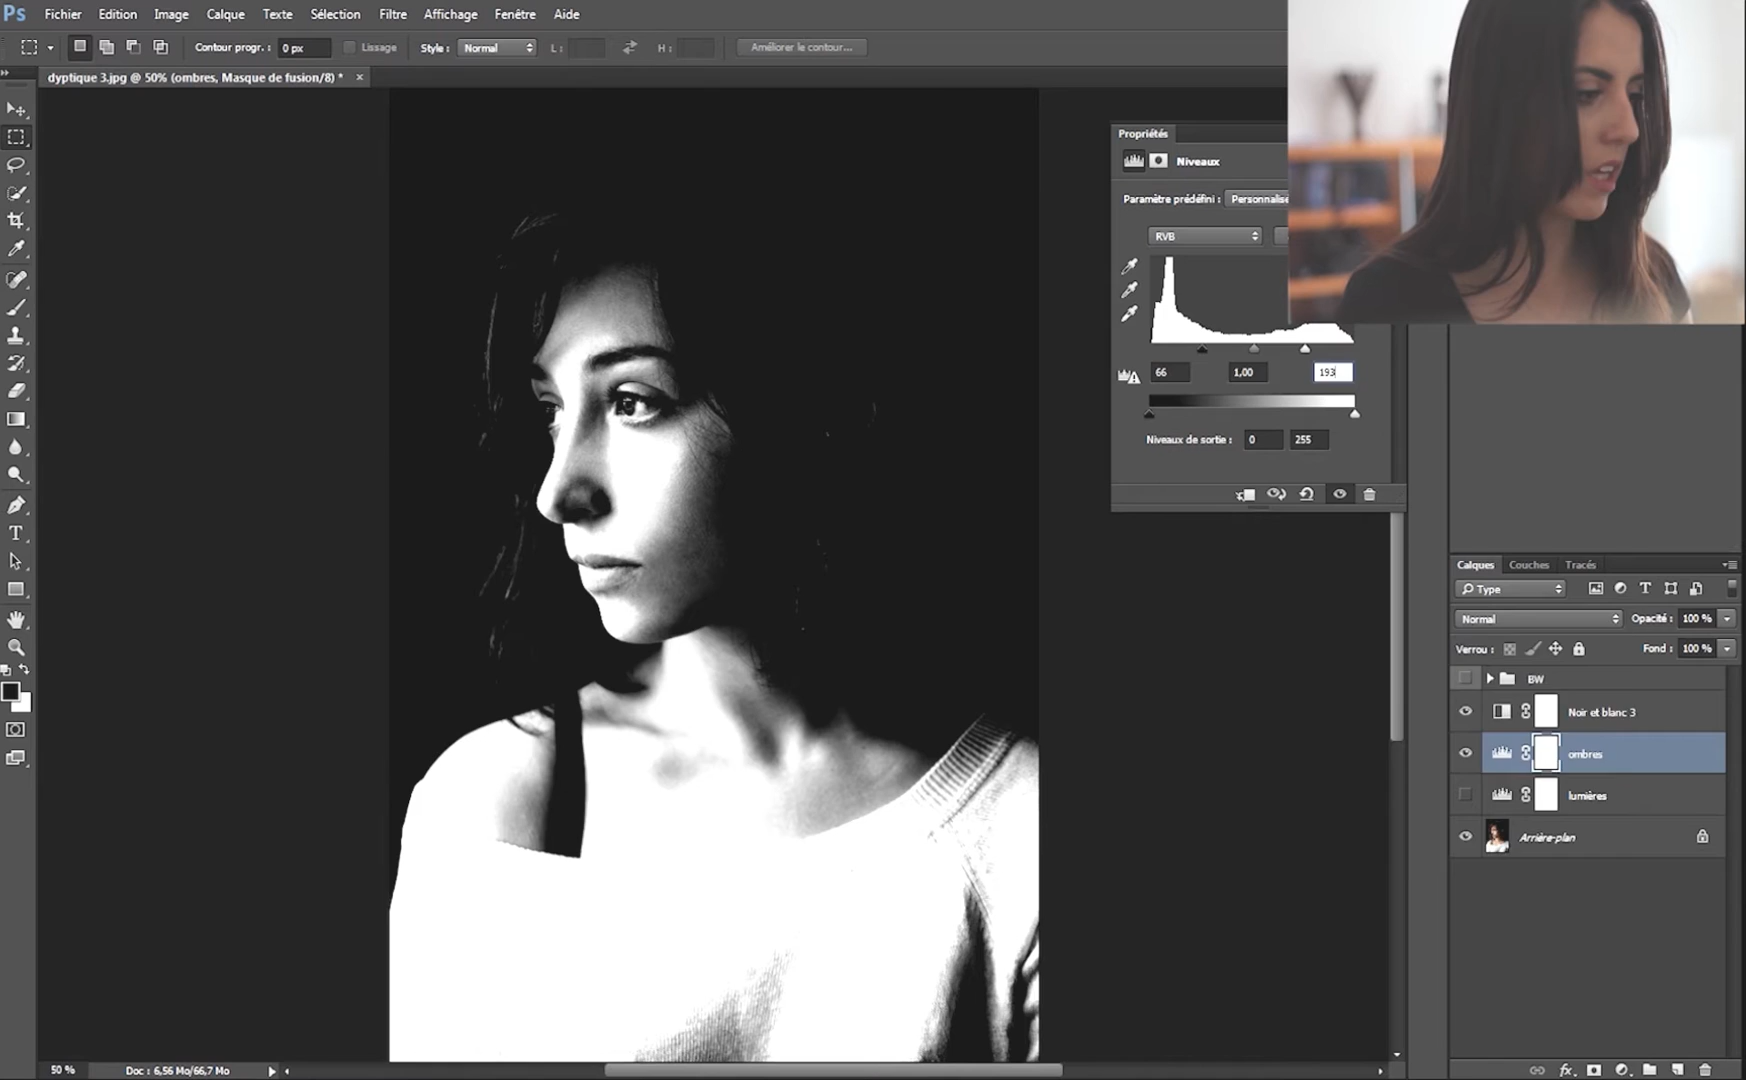 Ps Fichier Edition Image Calque Texte Sélection Filtre Affichage Fenêtre Aide
Contour progr. : 0 px Lissage Style : Normal L : H : Améliorer le contour...
dyptique 3.jpg @ 50% (ombres, Masque de fusion/8) * ×
Propriétés
Niveaux
Paramètre prédéfini : Personnalisé
RVB
66 1,00 193
Niveaux de sortie : 0 255
T
Calques Couches Tracés
Type T
Normal Opacité : 100 %
Verrou : Fond : 100 %
BW
Noir et blanc 3
ombres
lumières
Arrière-plan
fx
50 % Doc : 6,56 Mo/66,7 Mo